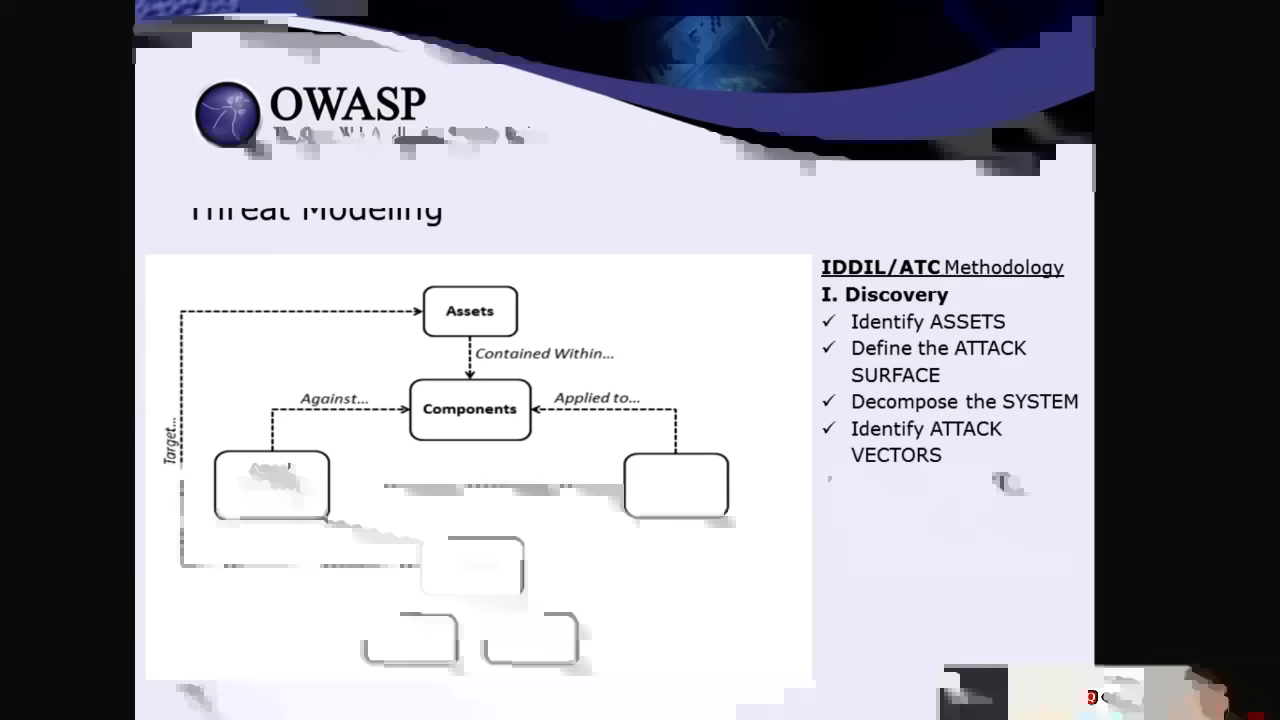 OWASP
Threat Modeling
Assets
Contained Within...
Against...
Applied to...
Components
Target...
IDDIL/ATC Methodology
I. Discovery
✓ Identify ASSETS
✓ Define the ATTACK
SURFACE
✓ Decompose the SYSTEM
✓ Identify ATTACK
VECTORS